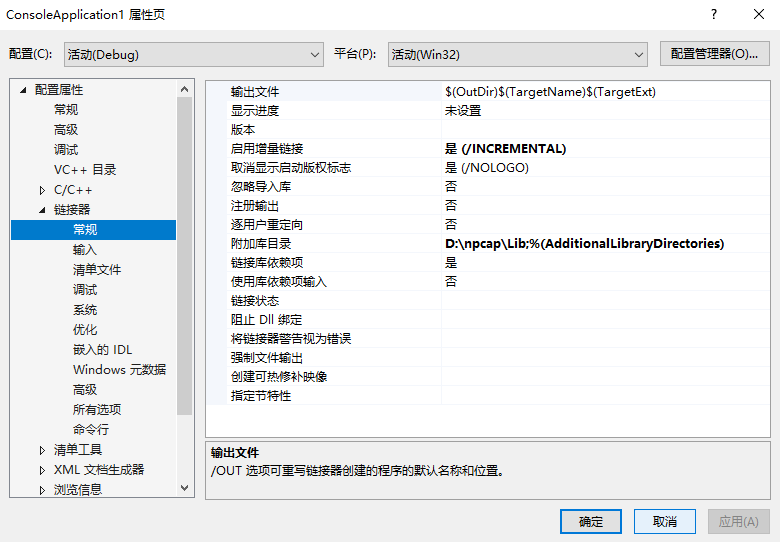 ConsoleApplication1 属性页
配置(C): 活动(Debug) 平台(P): 活动(Win32) 配置管理器(O)...
配置属性
常规
高级
调试
VC++ 目录
C/C++
链接器
常规
输入
清单文件
调试
系统
优化
嵌入的 IDL
Windows 元数据
高级
所有选项
命令行
清单工具
XML 文档生成器
浏览信息
输出文件 $(OutDir)$(TargetName)$(TargetExt)
显示进度 未设置
版本
启用增量链接 是 (/INCREMENTAL)
取消显示启动版权标志 是 (/NOLOGO)
忽略导入库 否
注册输出 否
逐用户重定向 否
附加库目录 D:\npcap\Lib;%(AdditionalLibraryDirectories)
链接库依赖项 是
使用库依赖项输入 否
链接状态
阻止 Dll 绑定
将链接器警告视为错误
强制文件输出
创建可热修补映像
指定节特性
输出文件
/OUT 选项可重写链接器创建的程序的默认名称和位置。
确定 取消 应用(A)